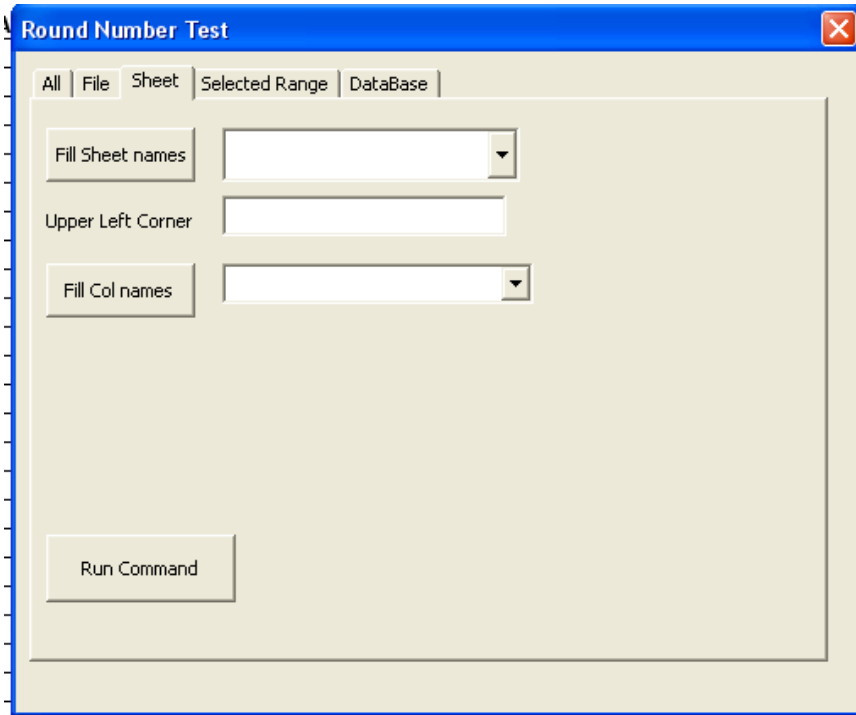 Round Number Test
All File Sheet Selected Range DataBase
Fill Sheet names
Upper Left Corner
Fill Col names
Run Command